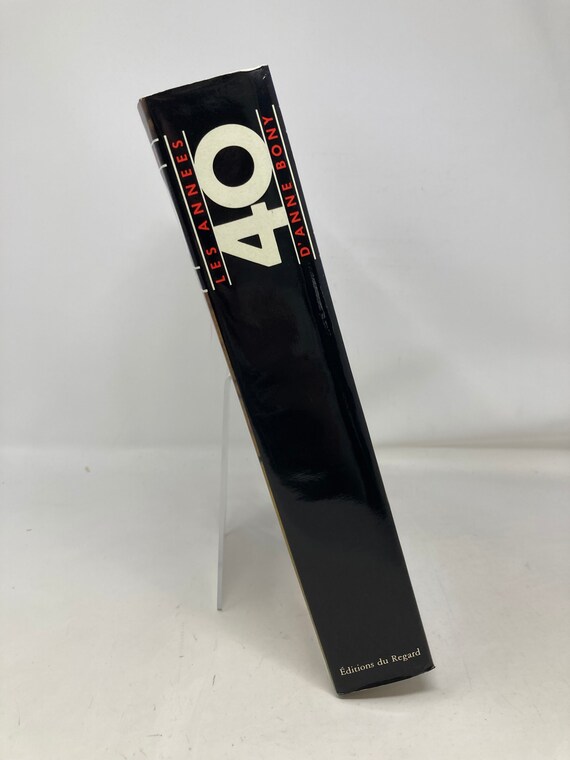 LES ANNEES
40
D'ANNE BONY
Éditions du Regard